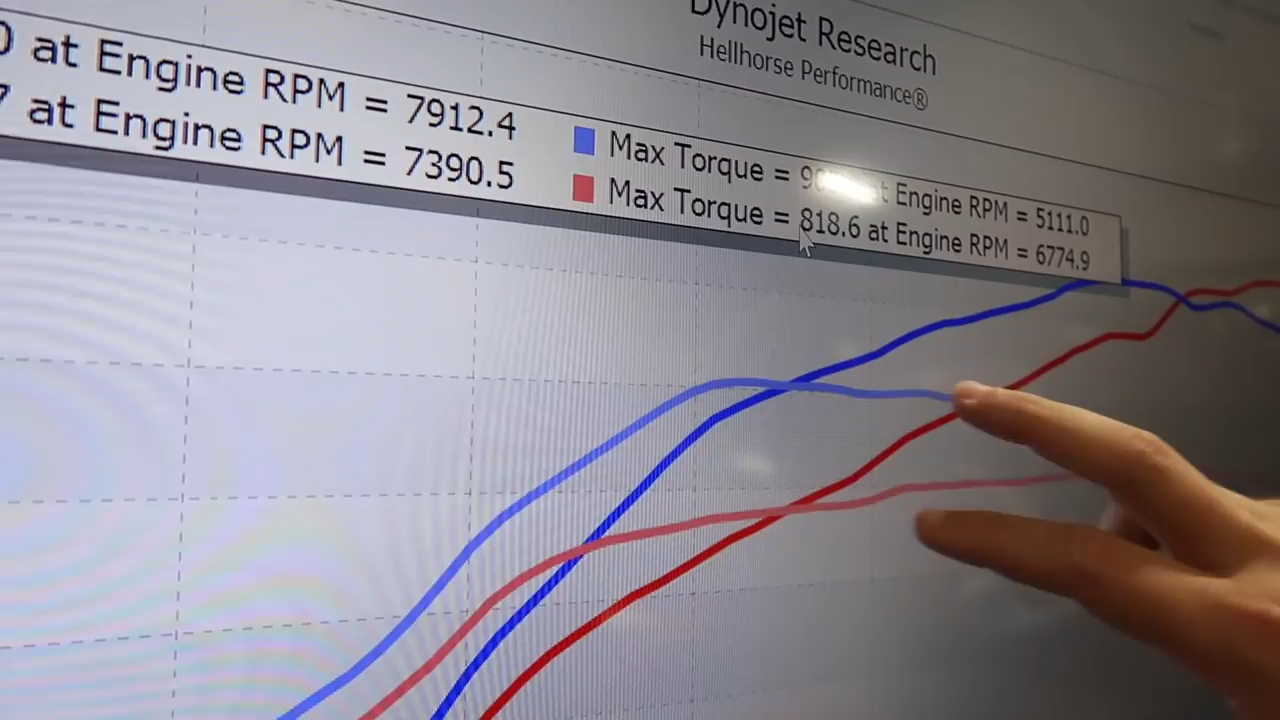 Dynojet Research
Hellhorse Performance®
at Engine RPM = 7912.4
at Engine RPM = 7390.5
Max Torque = at Engine RPM = 5111.0
Max Torque = 818.6 at Engine RPM = 6774.9